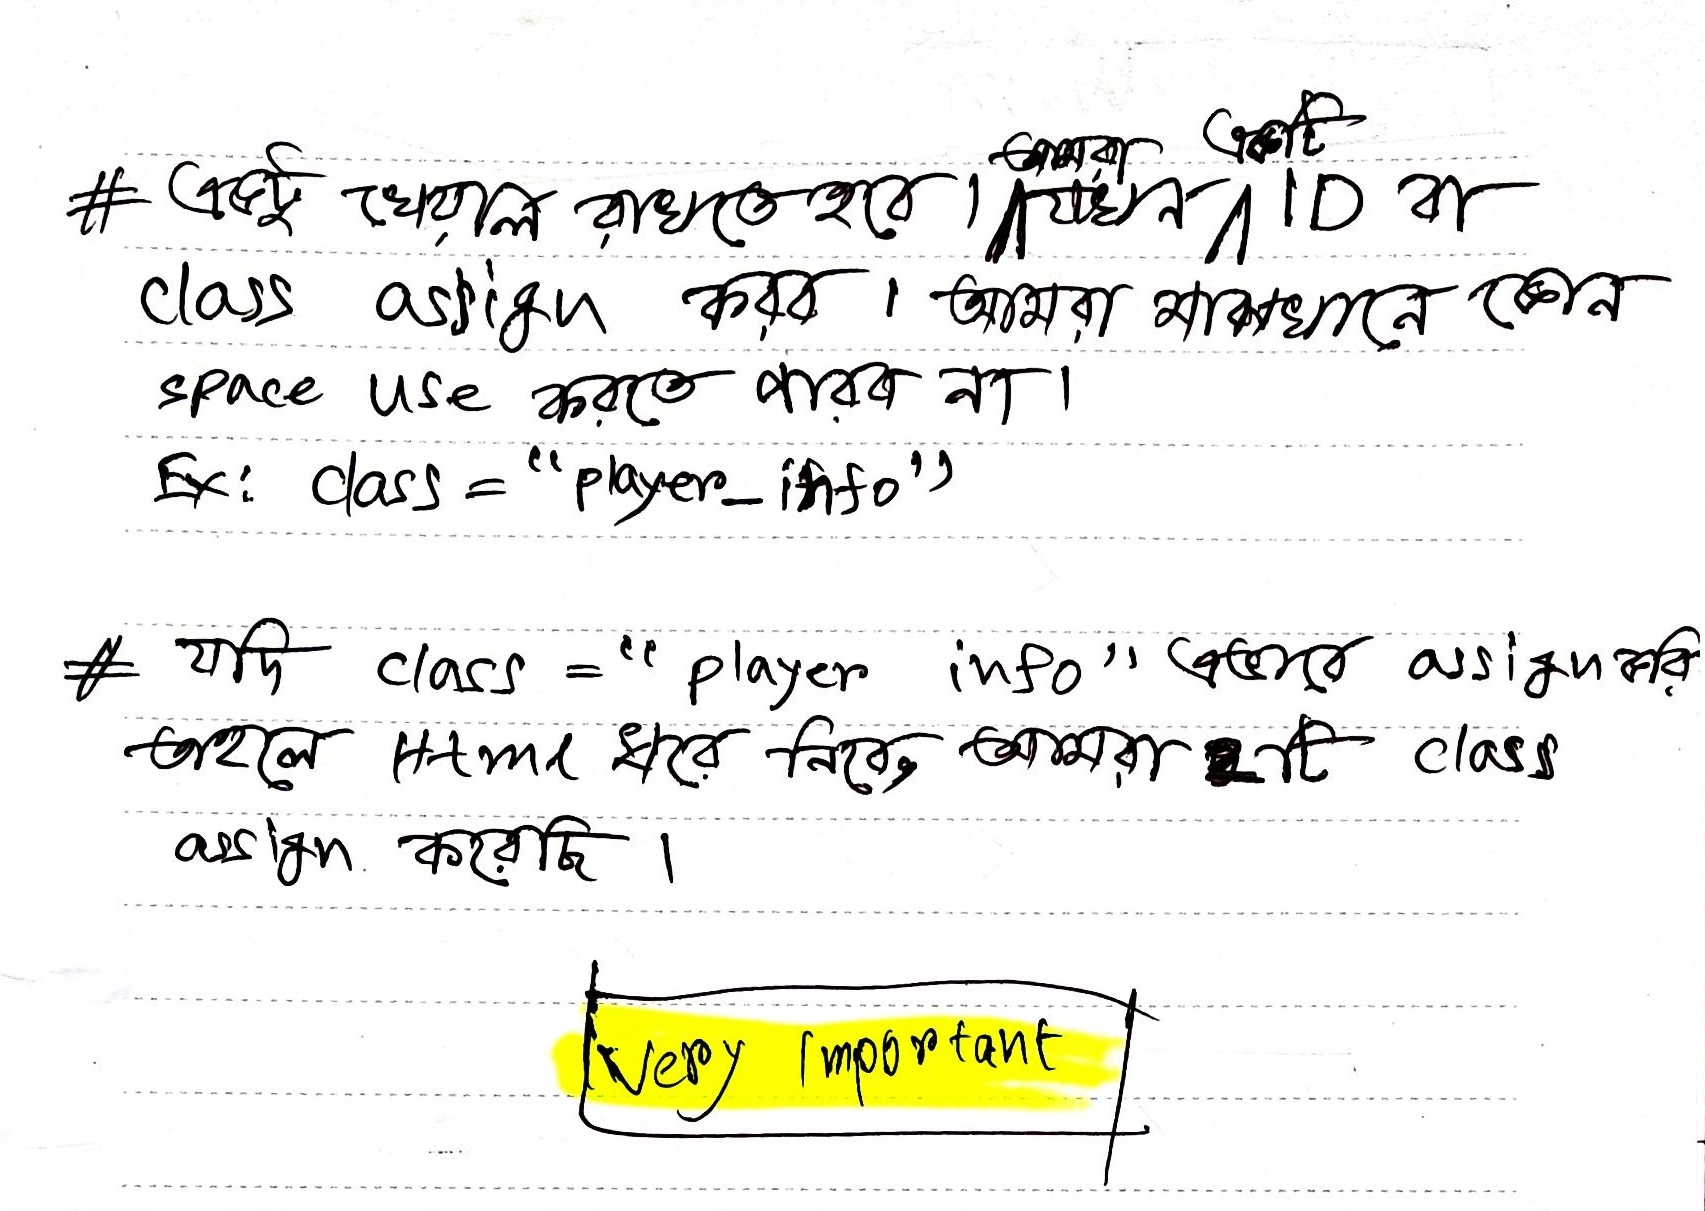 # একটু খেয়াল রাখতে হবে। আমরা যখন একটি ID বা
class assign করব। আমরা মাঝখানে কোন
space use করতে পারব না।
Ex: class = "player_info"
# যদি class = "player info" এভাবে assign করি
তাহলে Html ধরে নিবে, আমরা 2টি class
assign করেছি।
Very Important